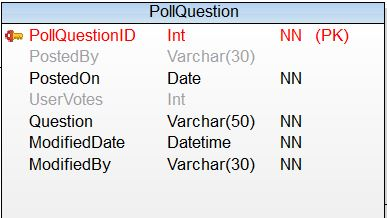 PollQuestion
PollQuestionID Int NN (PK)
PostedBy Varchar(30)
PostedOn Date NN
UserVotes Int
Question Varchar(50) NN
ModifiedDate Datetime NN
ModifiedBy Varchar(30) NN